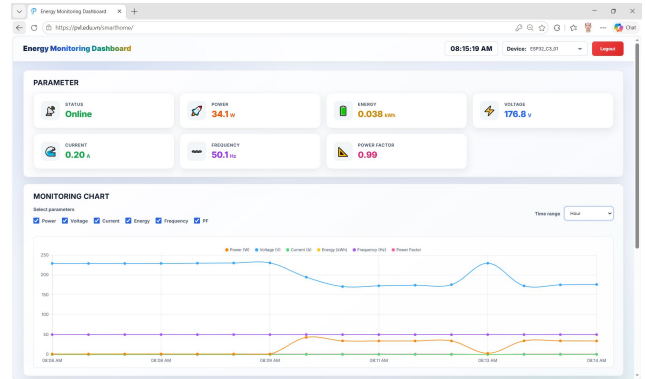 Energy Monitoring Dashboard
https://pvl.edu.vn/smarthome/
Chat
Energy Monitoring Dashboard
08:15:19 AM
Device: ESP32_C3_01
Logout
PARAMETER
STATUS
Online
POWER
34.1 W
ENERGY
0.038 kWh
VOLTAGE
176.8 V
CURRENT
0.20 A
FREQUENCY
50.1 Hz
POWER FACTOR
0.99
MONITORING CHART
Select parameters
Power Voltage Current Energy Frequency PF
Time range Hour
Power (W) Voltage (V) Current (A) Energy (kWh) Frequency (Hz) Power Factor
250
200
150
100
50
0
08:06 AM 08:08 AM 08:09 AM 08:11 AM 08:13 AM 08:14 AM